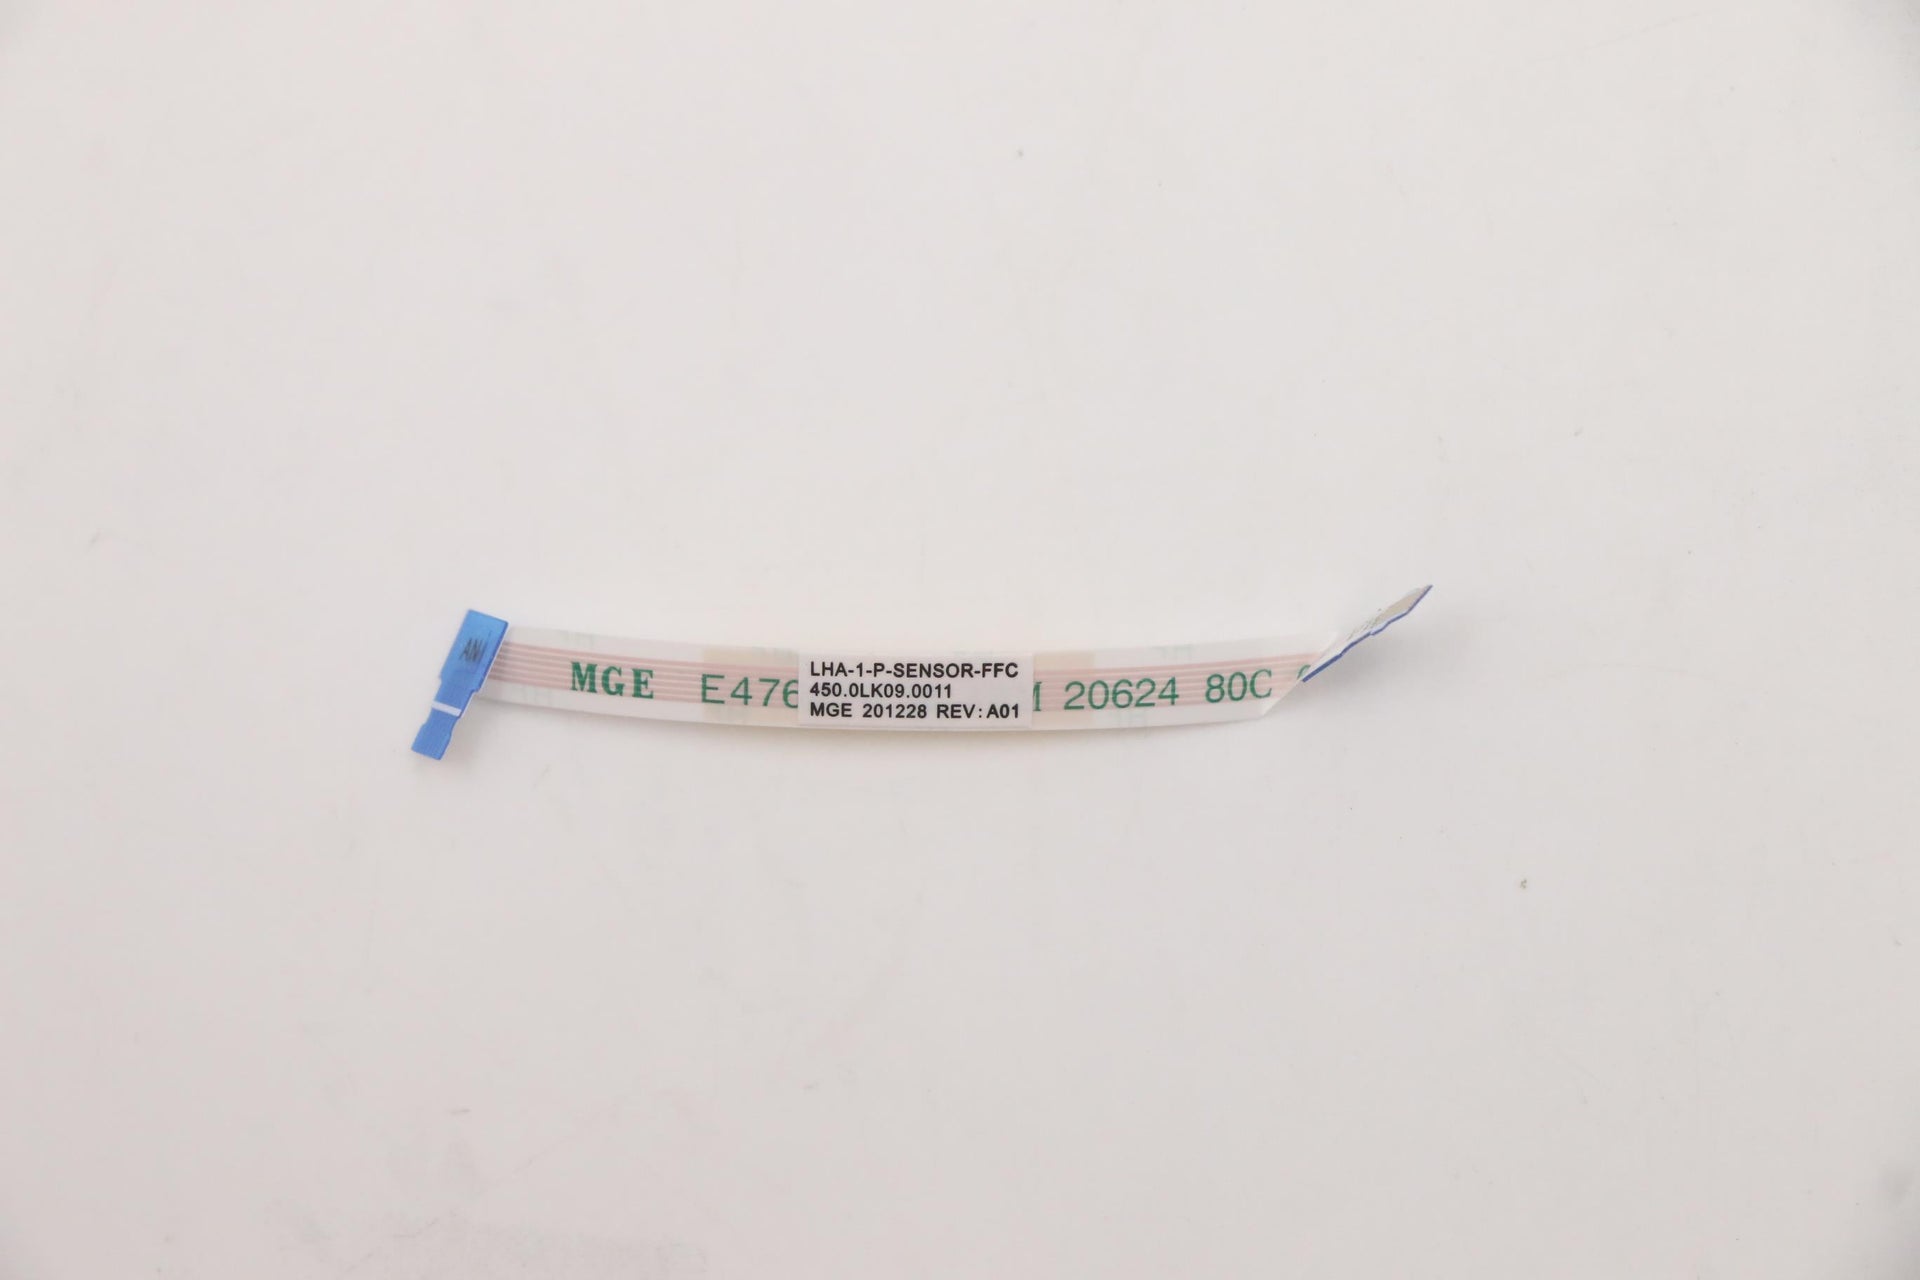 MGE E476 20624 80C
LHA-1-P-SENSOR-FFC
450.0LK09.0011
MGE 201228 REV:A01